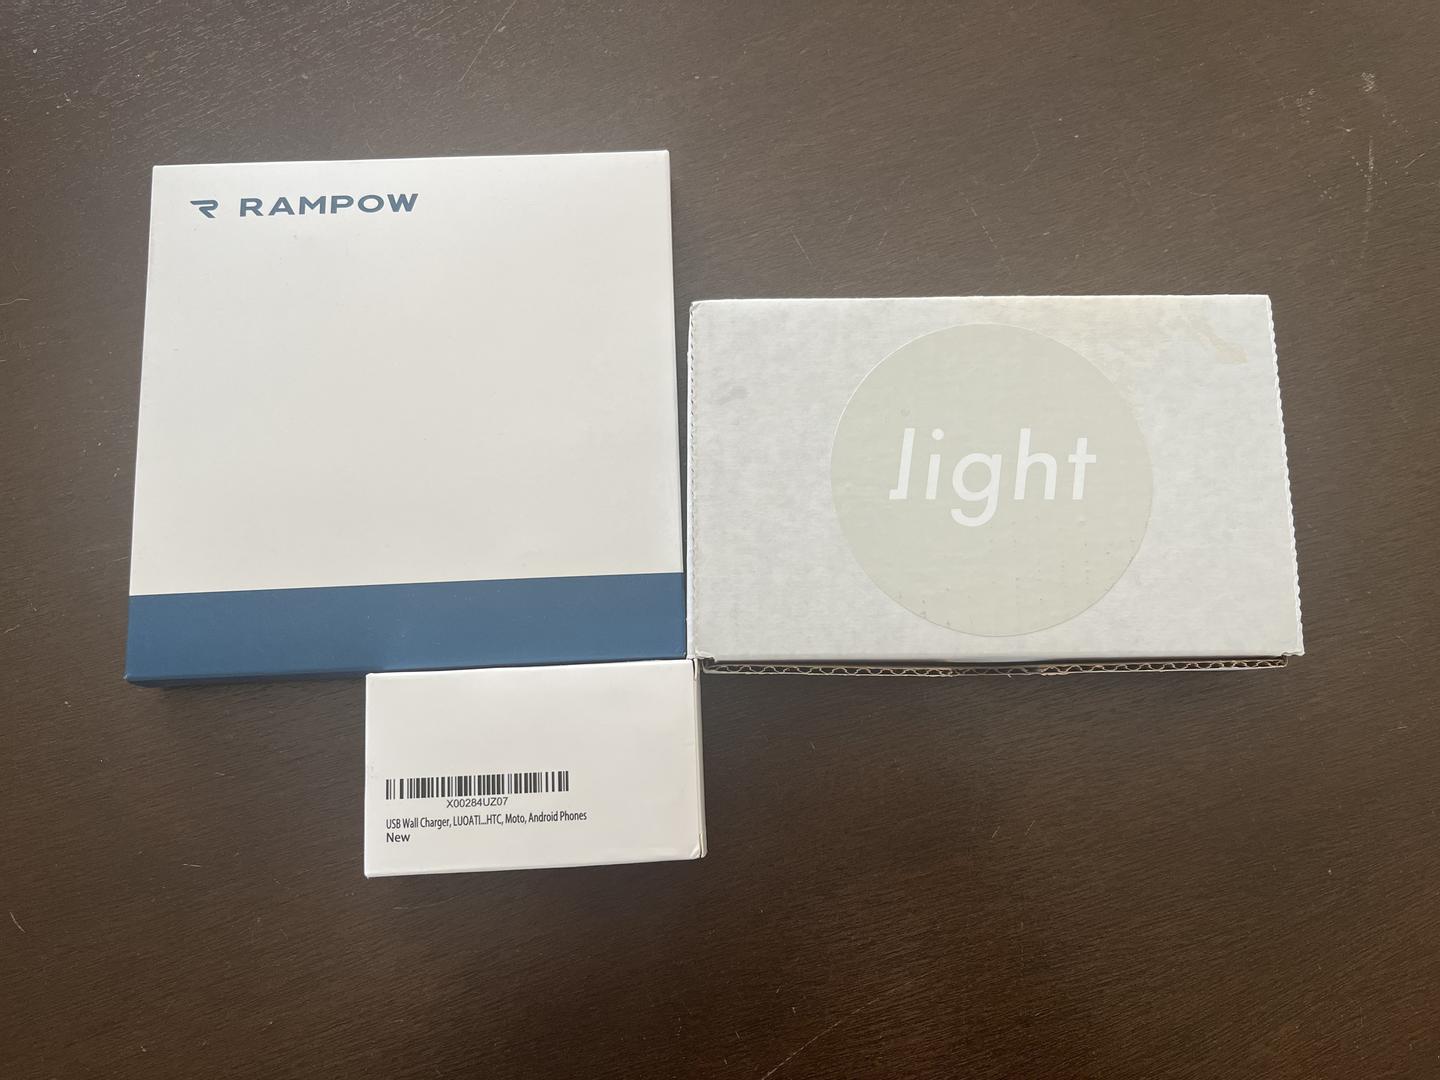 RAMPOW
light
X00284UZ07
USB Wall Charger, LUOATI...HTC, Moto, Android Phones
New